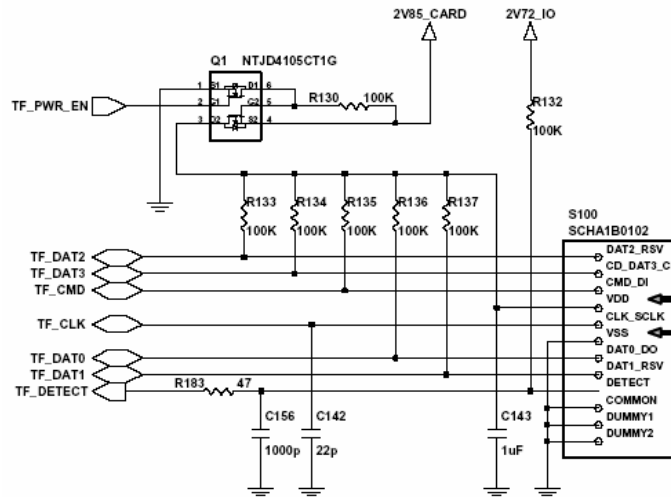 2V85_CARD 2V72_IO
Q1 NTJD4105CT1G
1 S1 D1 6
TF_PWR_EN 2 G1 G2 5 R130 100K
3 D2 S2 4
R132
100K
R133 R134 R135 R136 R137
100K 100K 100K 100K 100K
S100
SCHA1B0102
TF_DAT2 DAT2_RSV
TF_DAT3 CD_DAT3_C
TF_CMD CMD_DI
VDD
TF_CLK CLK_SCLK
VSS
TF_DAT0 DAT0_DO
TF_DAT1 DAT1_RSV
TF_DETECT R183 47 DETECT
COMMON
C156 C142 C143 DUMMY1
1000p 22p 1uF DUMMY2